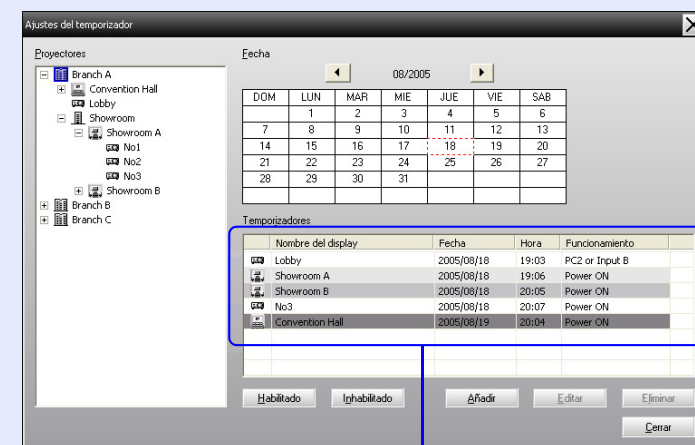 Ajustes del temporizador
Proyectores
Branch A
Convention Hall
Lobby
Showroom
Showroom A
No1
No2
No3
Showroom B
Branch B
Branch C
Fecha
08/2005
DOM LUN MAR MIE JUE VIE SAB
1 2 3 4 5 6
7 8 9 10 11 12 13
14 15 16 17 18 19 20
21 22 23 24 25 26 27
28 29 30 31
Temporizadores
Nombre del display Fecha Hora Funcionamiento
Lobby 2005/08/18 19:03 PC2 or Input B
Showroom A 2005/08/18 19:06 Power ON
Showroom B 2005/08/18 20:05 Power ON
No3 2005/08/18 20:07 Power ON
Convention Hall 2005/08/19 20:04 Power ON
Habilitado Inhabilitado Añadir Editar Eliminar
Cerrar